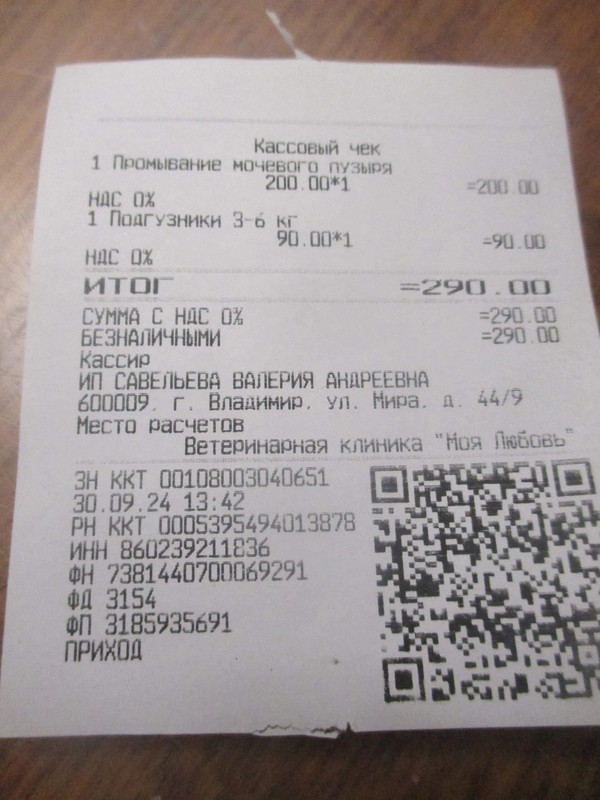 Кассовый чек
1 Промывание мочевого пузыря
200.00*1 =200.00
НДС 0%
1 Подгузники 3-6 кг
90.00*1 =90.00
НДС 0%
ИТОГ =290.00
СУММА С НДС 0% =290.00
БЕЗНАЛИЧНЫМИ =290.00
Кассир
ИП САВЕЛЬЕВА ВАЛЕРИЯ АНДРЕЕВНА
600009, г. Владимир, ул. Мира, д. 44/9
Место расчетов
Ветеринарная клиника "Моя Любовь"
ЗН ККТ 00108003040651
30.09.24 13:42
РН ККТ 0005395494013878
ИНН 860239211836
ФН 7381440700069291
ФД 3154
ФП 3185935691
ПРИХОД